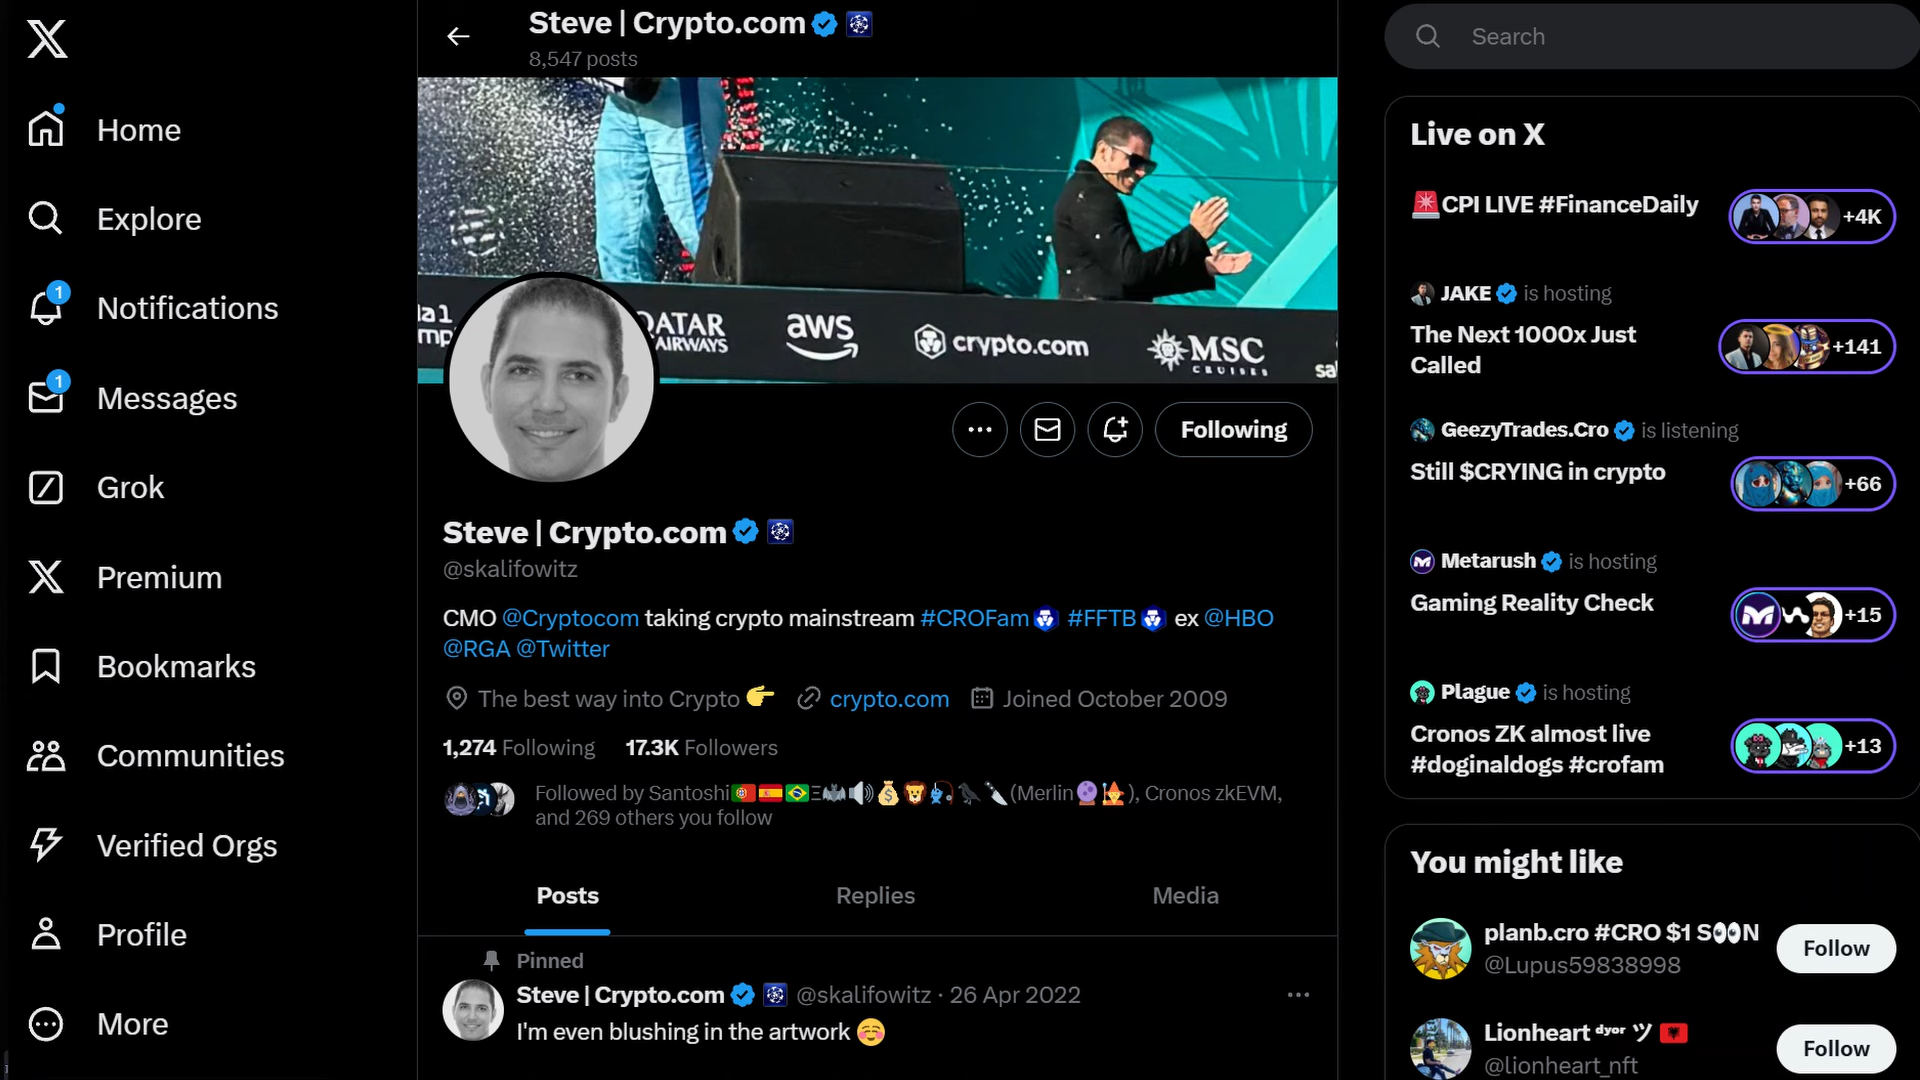 Home
Explore
1
Notifications
1
Messages
Grok
Premium
Bookmarks
Communities
Verified Orgs
Profile
More
Steve | Crypto.com
8,547 posts
QATAR
AIRWAYS
aws
crypto.com
MSC
CRUISES
Following
Steve | Crypto.com
@skalifowitz
CMO @Cryptocom taking crypto mainstream #CROFam #FFTB ex @HBO
@RGA @Twitter
The best way into Crypto 👉 crypto.com Joined October 2009
1,274 Following 17.3K Followers
Followed by Santoshi🇵🇹🇪🇸🇧🇷Ξ🦇🔊💰🦁🎣🐦‍⬛🔪(Merlin🔮🧙), Cronos zkEVM,
and 269 others you follow
Posts Replies Media
Pinned
Steve | Crypto.com @skalifowitz · 26 Apr 2022
I'm even blushing in the artwork ☺️
Search
Live on X
🚨CPI LIVE #FinanceDaily
+4K
JAKE is hosting
The Next 1000x Just
Called
+141
GeezyTrades.Cro is listening
Still $CRYING in crypto
+66
Metarush is hosting
Gaming Reality Check
+15
Plague is hosting
Cronos ZK almost live
#doginaldogs #crofam
+13
You might like
planb.cro #CRO $1 S👀N
@Lupus59838998
Follow
Lionheart ᵈʸᵒʳ ツ 🇦🇱
@lionheart_nft
Follow